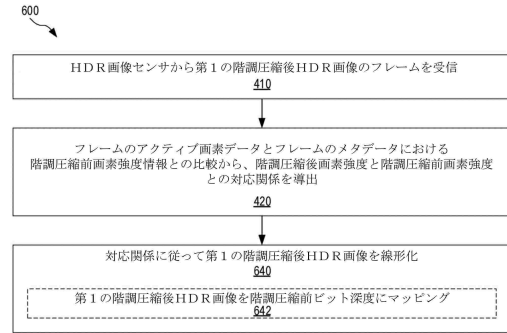 600
HDR画像センサから第1の階調圧縮後HDR画像のフレームを受信
410
フレームのアクティブ画素データとフレームのメタデータにおける
階調圧縮前画素強度情報との比較から、階調圧縮後画素強度と階調圧縮前画素強度
との対応関係を導出
420
対応関係に従って第1の階調圧縮後HDR画像を線形化
640
第1の階調圧縮後HDR画像を階調圧縮前ビット深度にマッピング
642